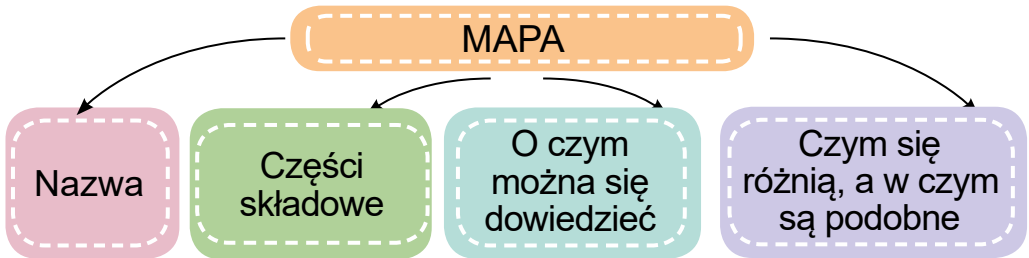 MAPA
Nazwa
Części
składowe
O czym
można się
dowiedzieć
Czym się
różnią, a w czym
są podobne